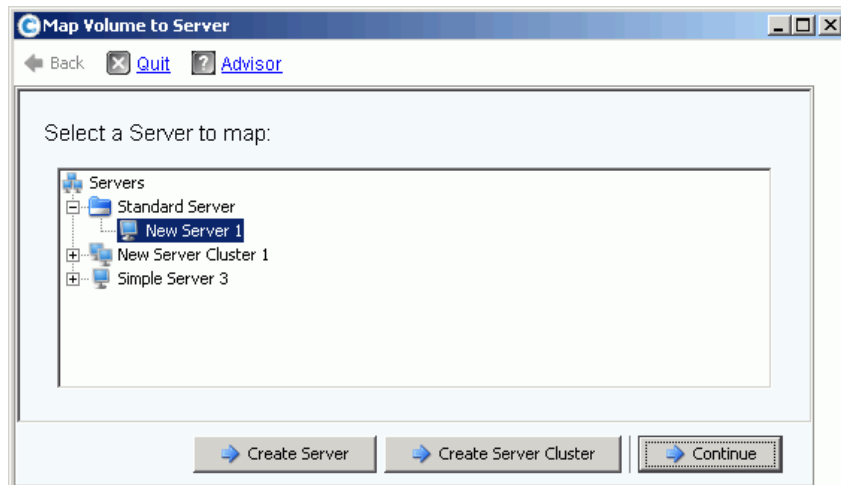 Map Volume to Server
Back Quit Advisor
Select a Server to map:
Servers
Standard Server
New Server 1
New Server Cluster 1
Simple Server 3
Create Server Create Server Cluster Continue